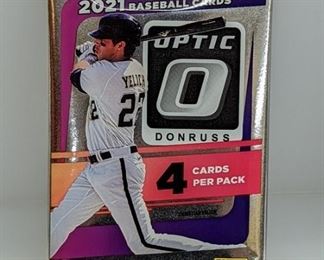 2021 BASEBALL CARDS
OPTIC
O
DONRUSS
YELICH
22
4 CARDS
PER PACK